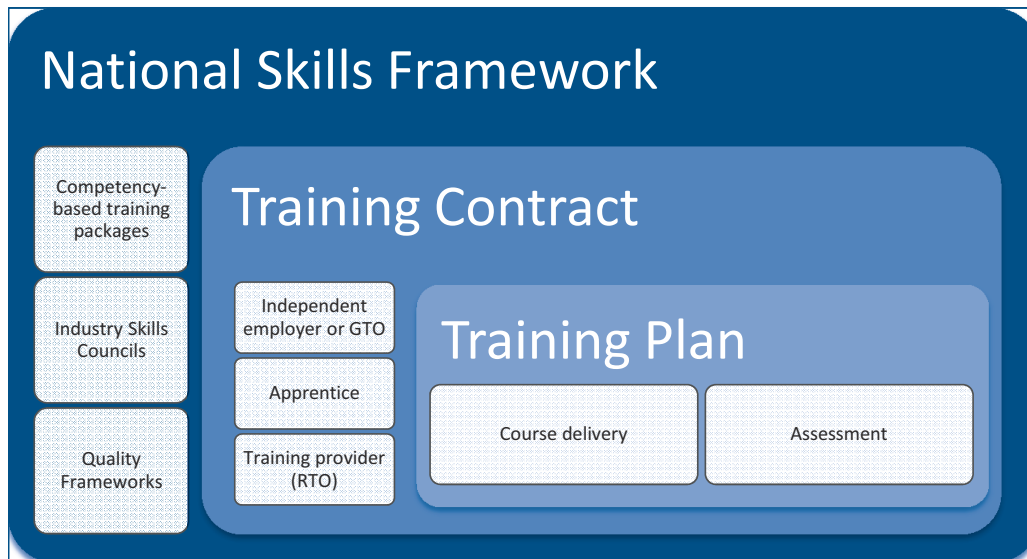 National Skills Framework
Competency-
based training
packages
Industry Skills
Councils
Quality
Frameworks
Training Contract
Independent
employer or GTO
Apprentice
Training provider
(RTO)
Training Plan
Course delivery
Assessment